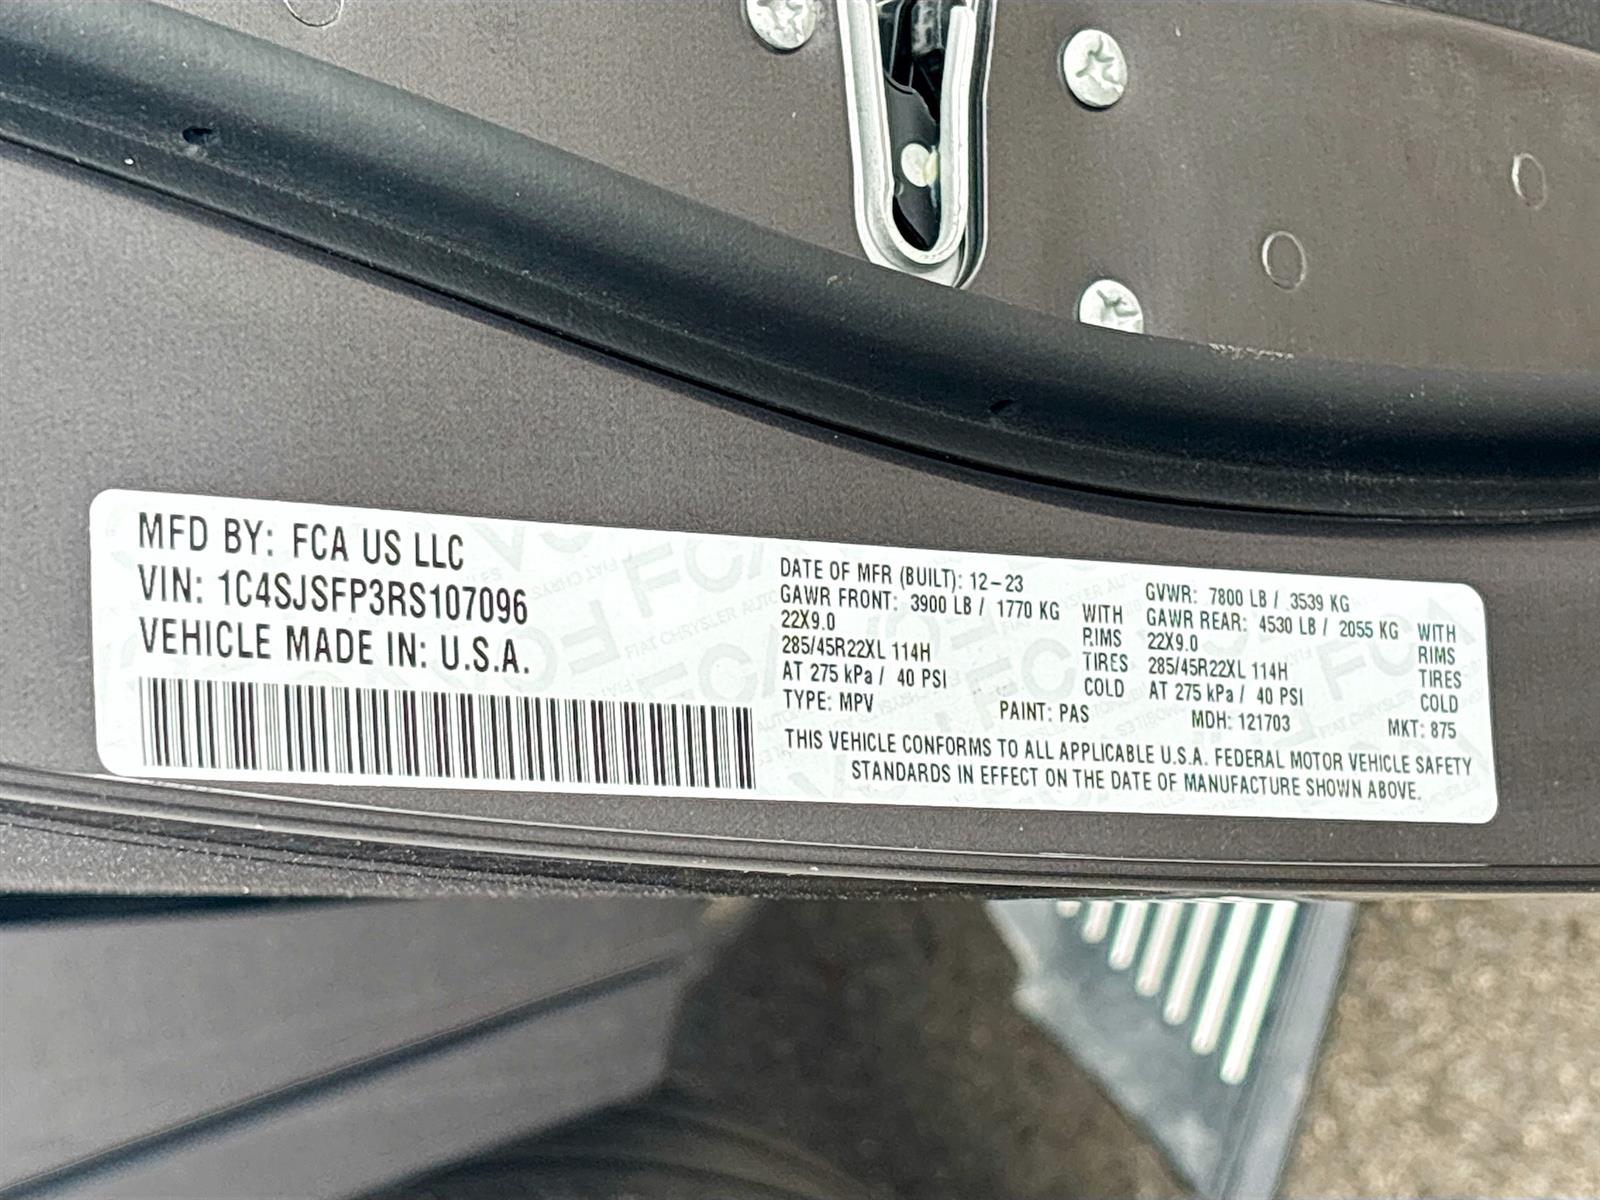 MFD BY: FCA US LLC
VIN: 1C4SJSFP3RS107096
VEHICLE MADE IN: U.S.A.
DATE OF MFR (BUILT): 12-23
GAWR FRONT: 3900 LB / 1770 KG WITH
22X9.0 RIMS
285/45R22XL 114H TIRES
AT 275 kPa / 40 PSI COLD
GVWR: 7800 LB / 3539 KG
GAWR REAR: 4530 LB / 2055 KG WITH
22X9.0 RIMS
285/45R22XL 114H TIRES
AT 275 kPa / 40 PSI COLD
TYPE: MPV PAINT: PAS MDH: 121703 MKT: 875
THIS VEHICLE CONFORMS TO ALL APPLICABLE U.S.A. FEDERAL MOTOR VEHICLE SAFETY
STANDARDS IN EFFECT ON THE DATE OF MANUFACTURE SHOWN ABOVE.